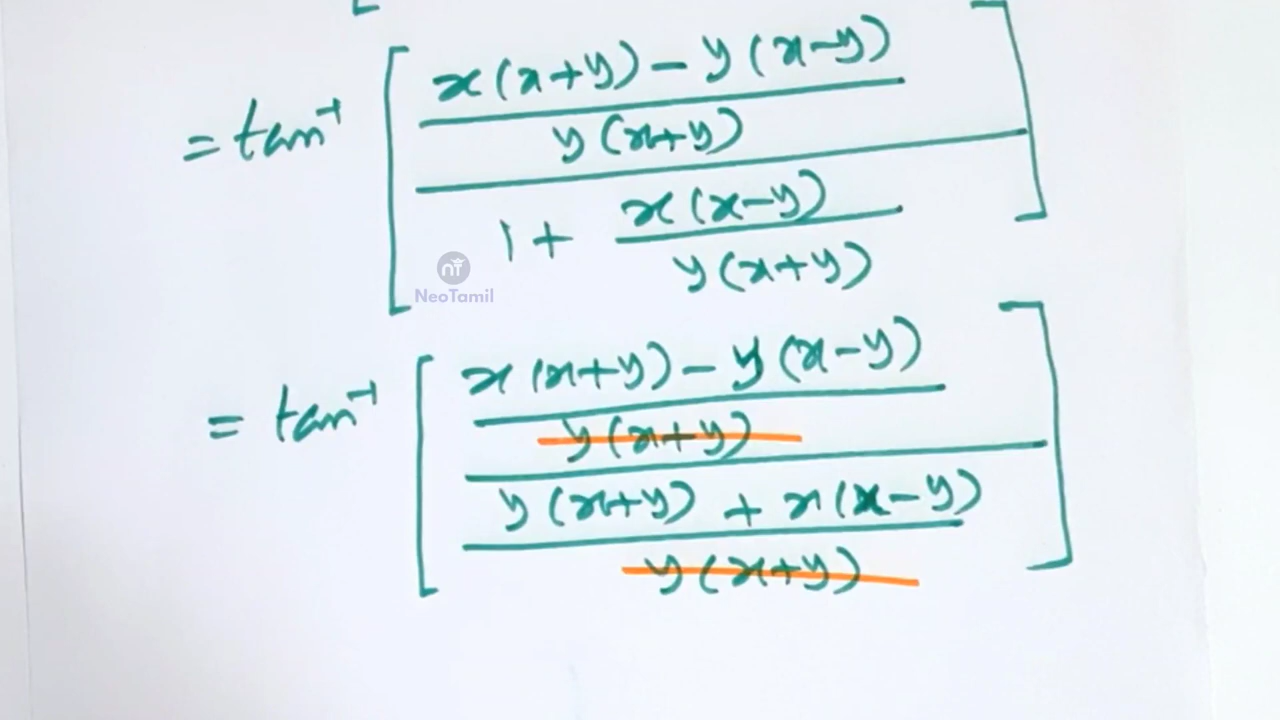 = tan⁻¹ [
x(x+y) − y(x−y)
y(x+y)
1 + x(x−y)
y(x+y)
]
NeoTamil
= tan⁻¹ [
x(x+y) − y(x−y)
y(x+y)
y(x+y) + x(x−y)
y(x+y)
]